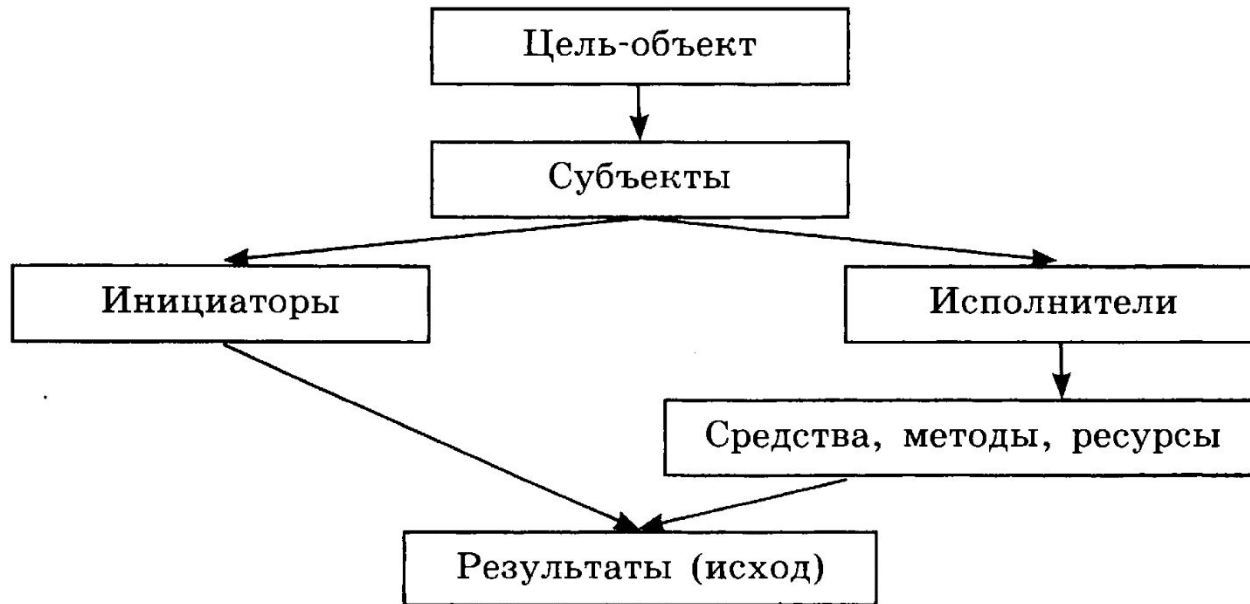 Цель-объект
Субъекты
Инициаторы
Исполнители
Средства, методы, ресурсы
Результаты (исход)